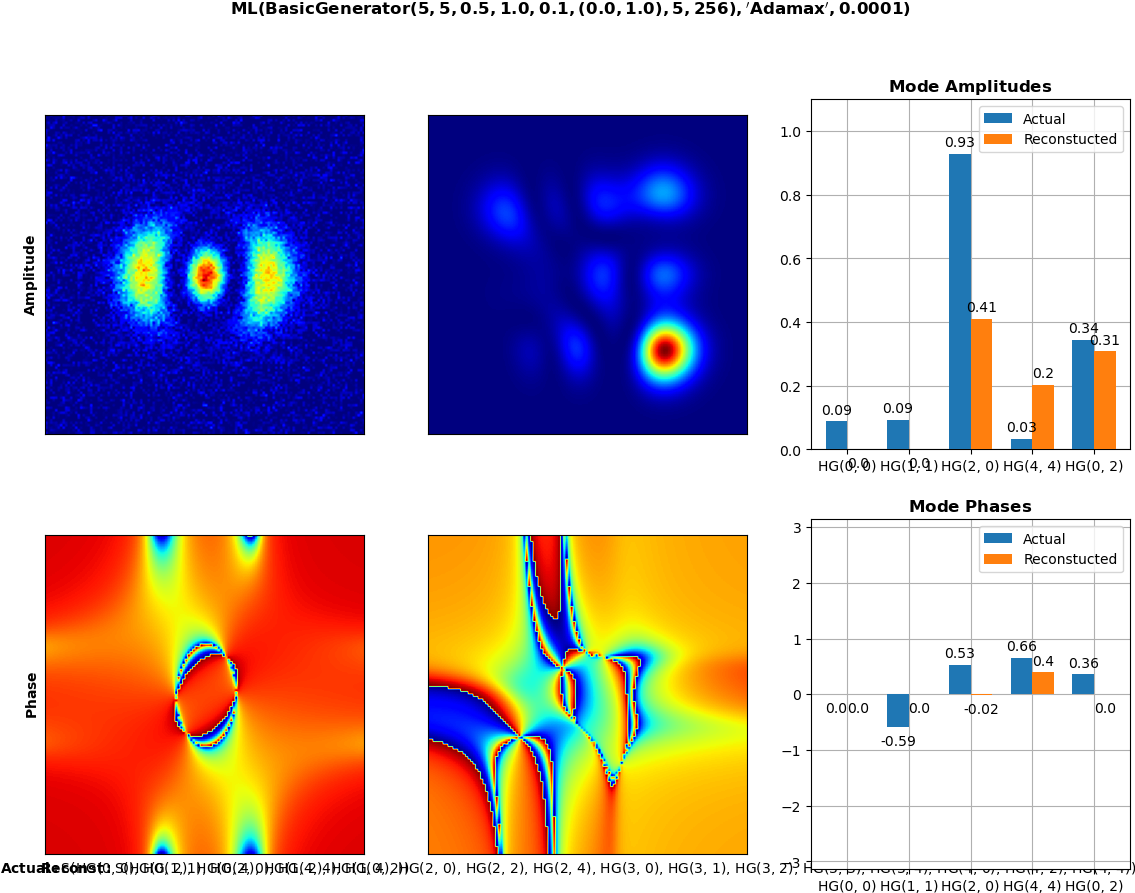 ML(BasicGenerator(5, 5, 0.5, 1.0, 0.1, (0.0, 1.0), 5, 256), 'Adamax', 0.0001)
Amplitude
Mode Amplitudes
Actual
Reconstucted
1.0
0.8
0.6
0.4
0.2
0.0
0.09
0.0
0.09
0.0
0.93
0.41
0.03
0.2
0.34
0.31
HG(0, 0) HG(1, 1) HG(2, 0) HG(4, 4) HG(0, 2)
Phase
Mode Phases
Actual
Reconstucted
3
2
1
0
−1
−2
−3
0.0
0.0
-0.59
0.0
0.53
-0.02
0.66
0.4
0.36
0.0
HG(0, 0) HG(1, 1) HG(2, 0) HG(4, 4) HG(0, 2)
Actual: Reconst: HG(2, 0), HG(2, 2), HG(2, 4), HG(3, 0), HG(3, 1), HG(3, 2),